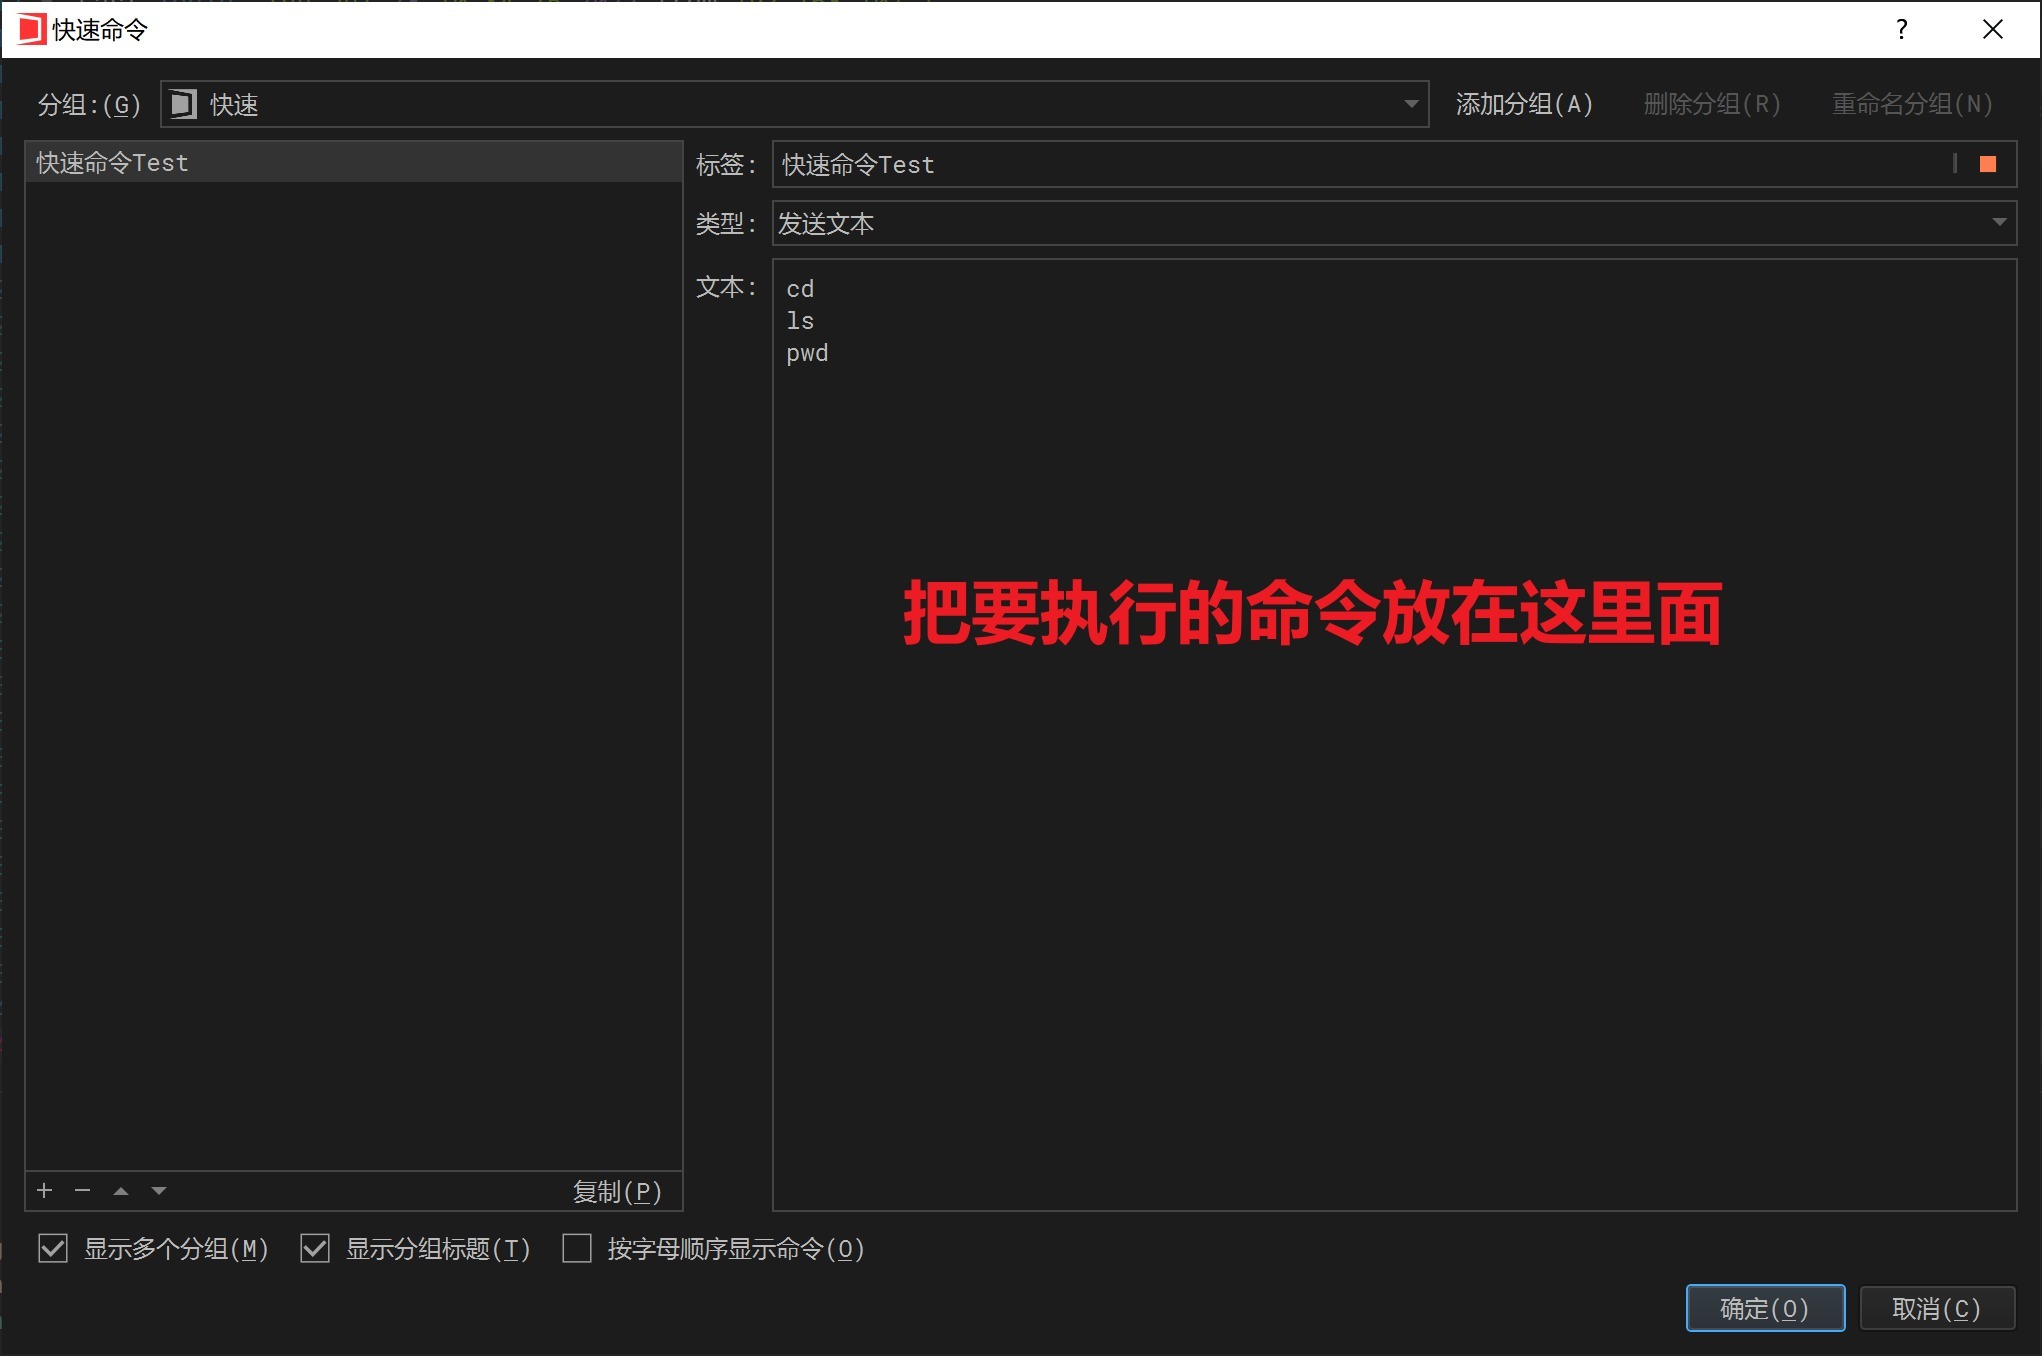 快速命令
?
分组:(G)
快速
添加分组(A)
删除分组(R)
重命名分组(N)
快速命令Test
标签: 快速命令Test
类型: 发送文本
文本:
cd
ls
pwd
把要执行的命令放在这里面
复制(P)
显示多个分组(M)
显示分组标题(T)
按字母顺序显示命令(O)
确定(O)
取消(C)